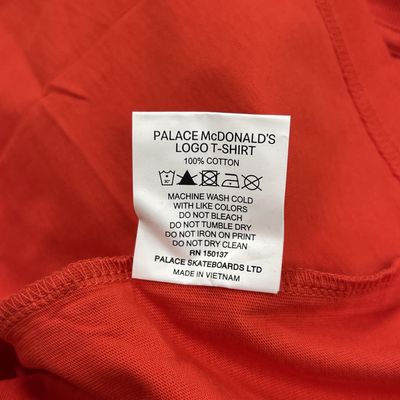 PALACE McDONALD'S
LOGO T-SHIRT
100% COTTON
MACHINE WASH COLD
WITH LIKE COLORS
DO NOT BLEACH
DO NOT TUMBLE DRY
DO NOT IRON ON PRINT
DO NOT DRY CLEAN
RN 150137
PALACE SKATEBOARDS LTD
MADE IN VIETNAM